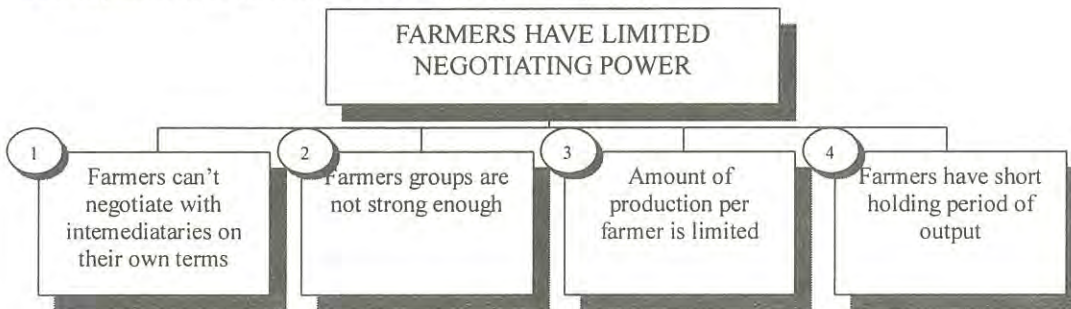 FARMERS HAVE LIMITED
NEGOTIATING POWER
1
Farmers can't
negotiate with
intemediataries on
their own terms
2
Farmers groups are
not strong enough
3
Amount of
production per
farmer is limited
4
Farmers have short
holding period of
output